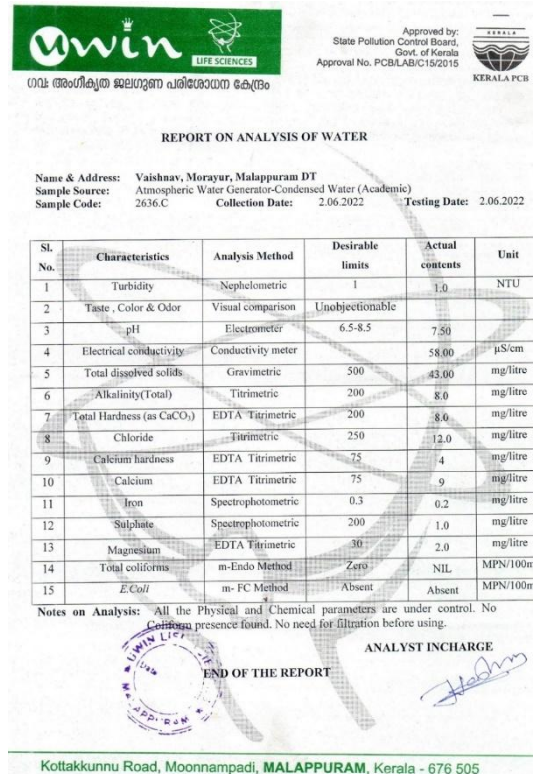 uwin
LIFE SCIENCES
ഗവ: അംഗീകൃത ജലഗുണ പരിശോധന കേന്ദ്രം
Approved by:
State Pollution Control Board,
Govt. of Kerala
Approval No. PCB/LAB/C15/2015
KERALA
KERALA PCB
REPORT ON ANALYSIS OF WATER
Name & Address: Vaishnav, Morayur, Malappuram DT
Sample Source: Atmospheric Water Generator-Condensed Water (Academic)
Sample Code: 2636.C Collection Date: 2.06.2022 Testing Date: 2.06.2022
Sl. No. Characteristics Analysis Method Desirable limits Actual contents Unit
1 Turbidity Nephelometric 1 1.0 NTU
2 Taste , Color & Odor Visual comparison Unobjectionable
3 pH Electrometer 6.5-8.5 7.50
4 Electrical conductivity Conductivity meter 58.00 µS/cm
5 Total dissolved solids Gravimetric 500 43.00 mg/litre
6 Alkalinity(Total) Titrimetric 200 8.0 mg/litre
7 Total Hardness (as CaCO₃) EDTA Titrimetric 200 8.0 mg/litre
8 Chloride Titrimetric 250 12.0 mg/litre
9 Calcium hardness EDTA Titrimetric 75 4 mg/litre
10 Calcium EDTA Titrimetric 75 9 mg/litre
11 Iron Spectrophotometric 0.3 0.2 mg/litre
12 Sulphate Spectrophotometric 200 1.0 mg/litre
13 Magnesium EDTA Titrimetric 30 2.0 mg/litre
14 Total coliforms m-Endo Method Zero NIL MPN/100m
15 E.Coli m- FC Method Absent Absent MPN/100m
Notes on Analysis: All the Physical and Chemical parameters are under control. No
Coliform presence found. No need for filtration before using.
ANALYST INCHARGE
UWIN
Date
MALAPPURAM
END OF THE REPORT
Kottakkunnu Road, Moonnampadi, MALAPPURAM, Kerala - 676 505